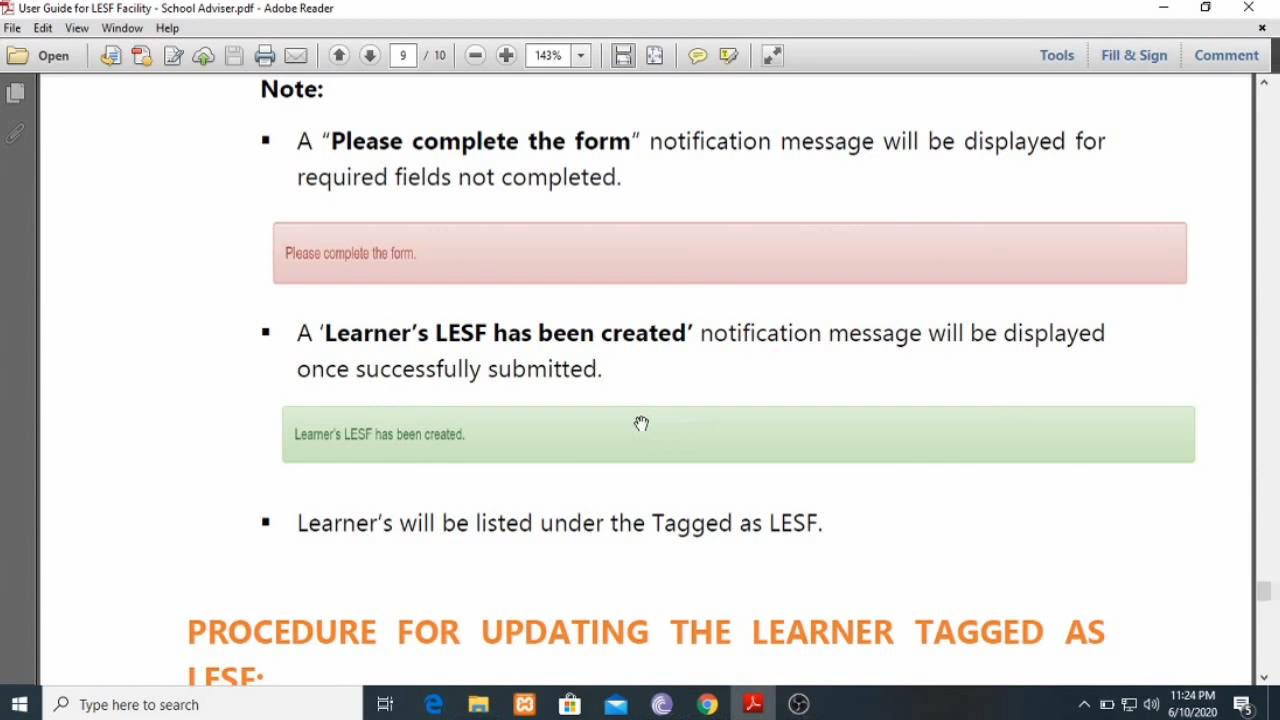 User Guide for LESF Facility - School Adviser.pdf - Adobe Reader
File Edit View Window Help
Open 9 / 10 143% Tools Fill & Sign Comment
Note:
▪ A “Please complete the form“ notification message will be displayed for
required fields not completed.
Please complete the form.
▪ A ‘Learner’s LESF has been created’ notification message will be displayed
once successfully submitted.
Learner's LESF has been created.
▪ Learner’s will be listed under the Tagged as LESF.
PROCEDURE FOR UPDATING THE LEARNER TAGGED AS
LESF:
Type here to search
11:24 PM
6/10/2020
5